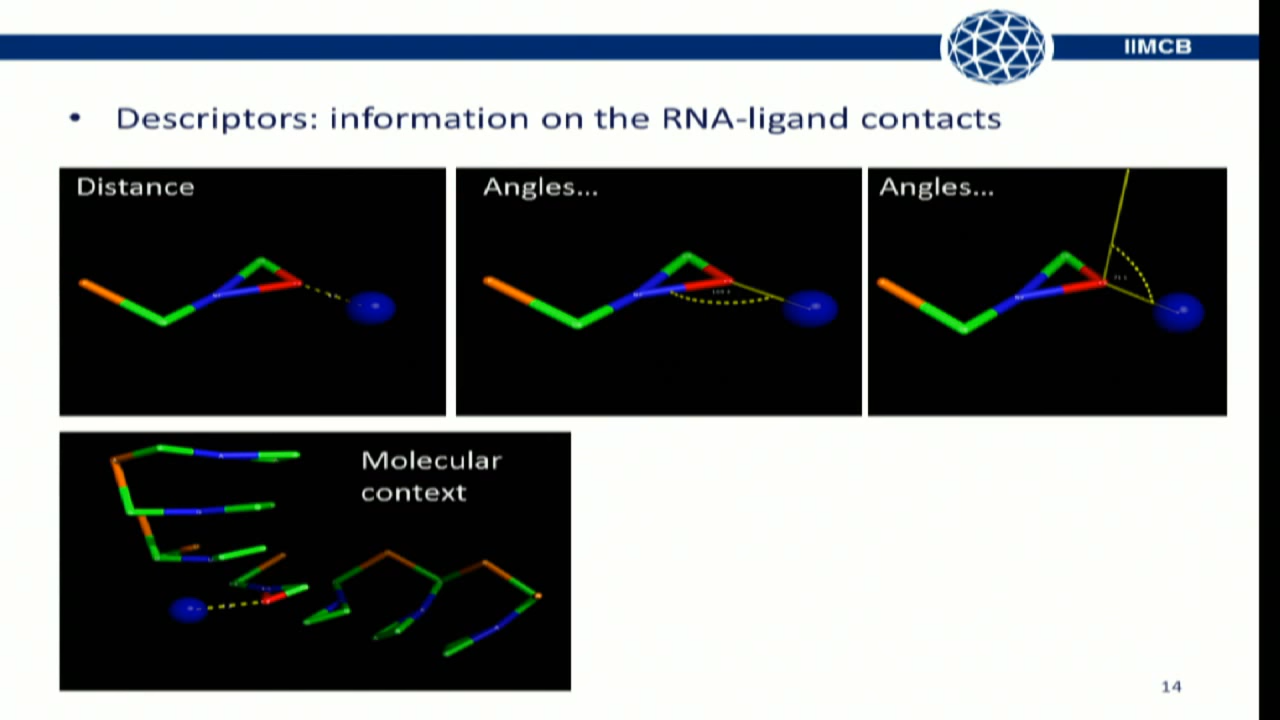 IIMCB
• Descriptors: information on the RNA-ligand contacts
Distance
Angles...
Angles...
Molecular
context
14